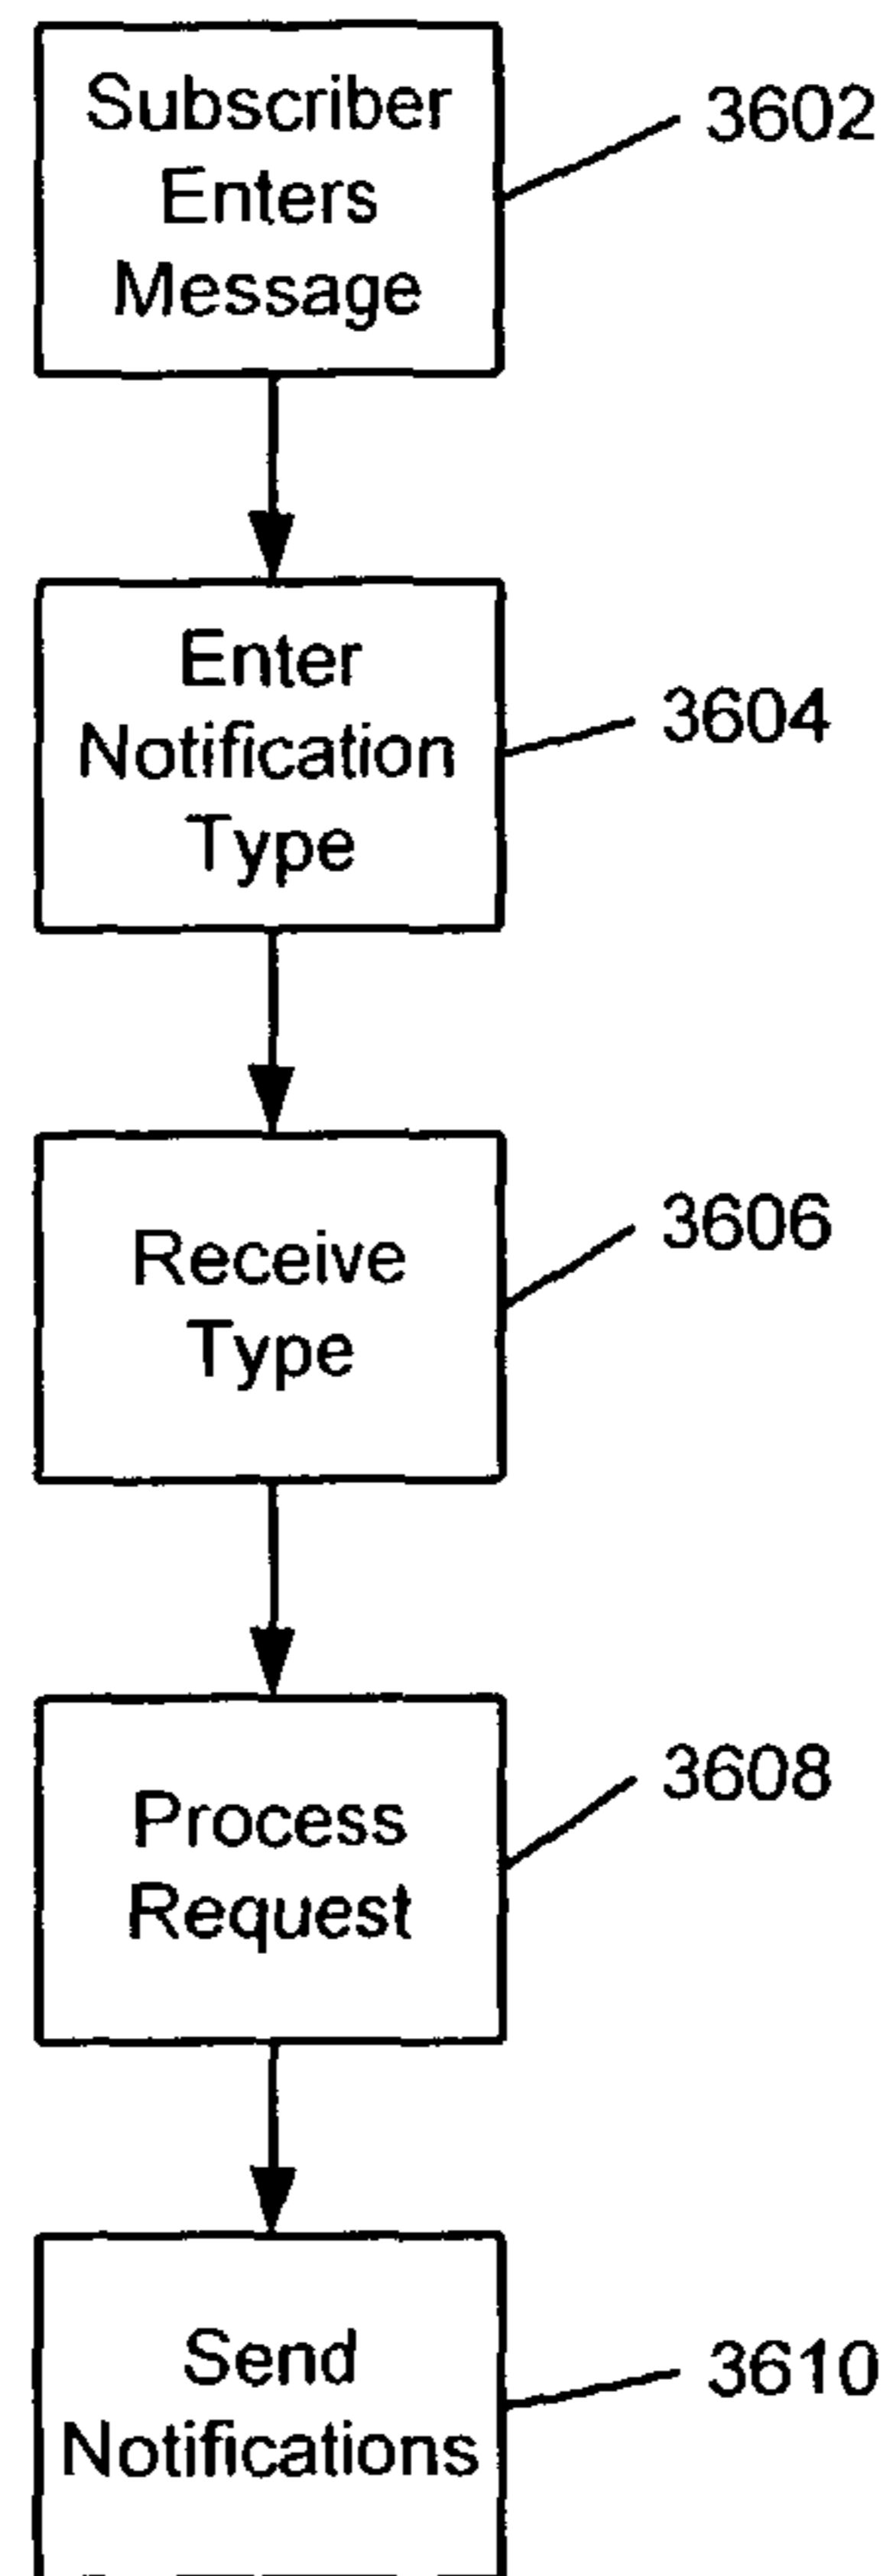 Subscriber
Enters
Message
3602
Enter
Notification
Type
3604
Receive
Type
3606
Process
Request
3608
Send
Notifications
3610